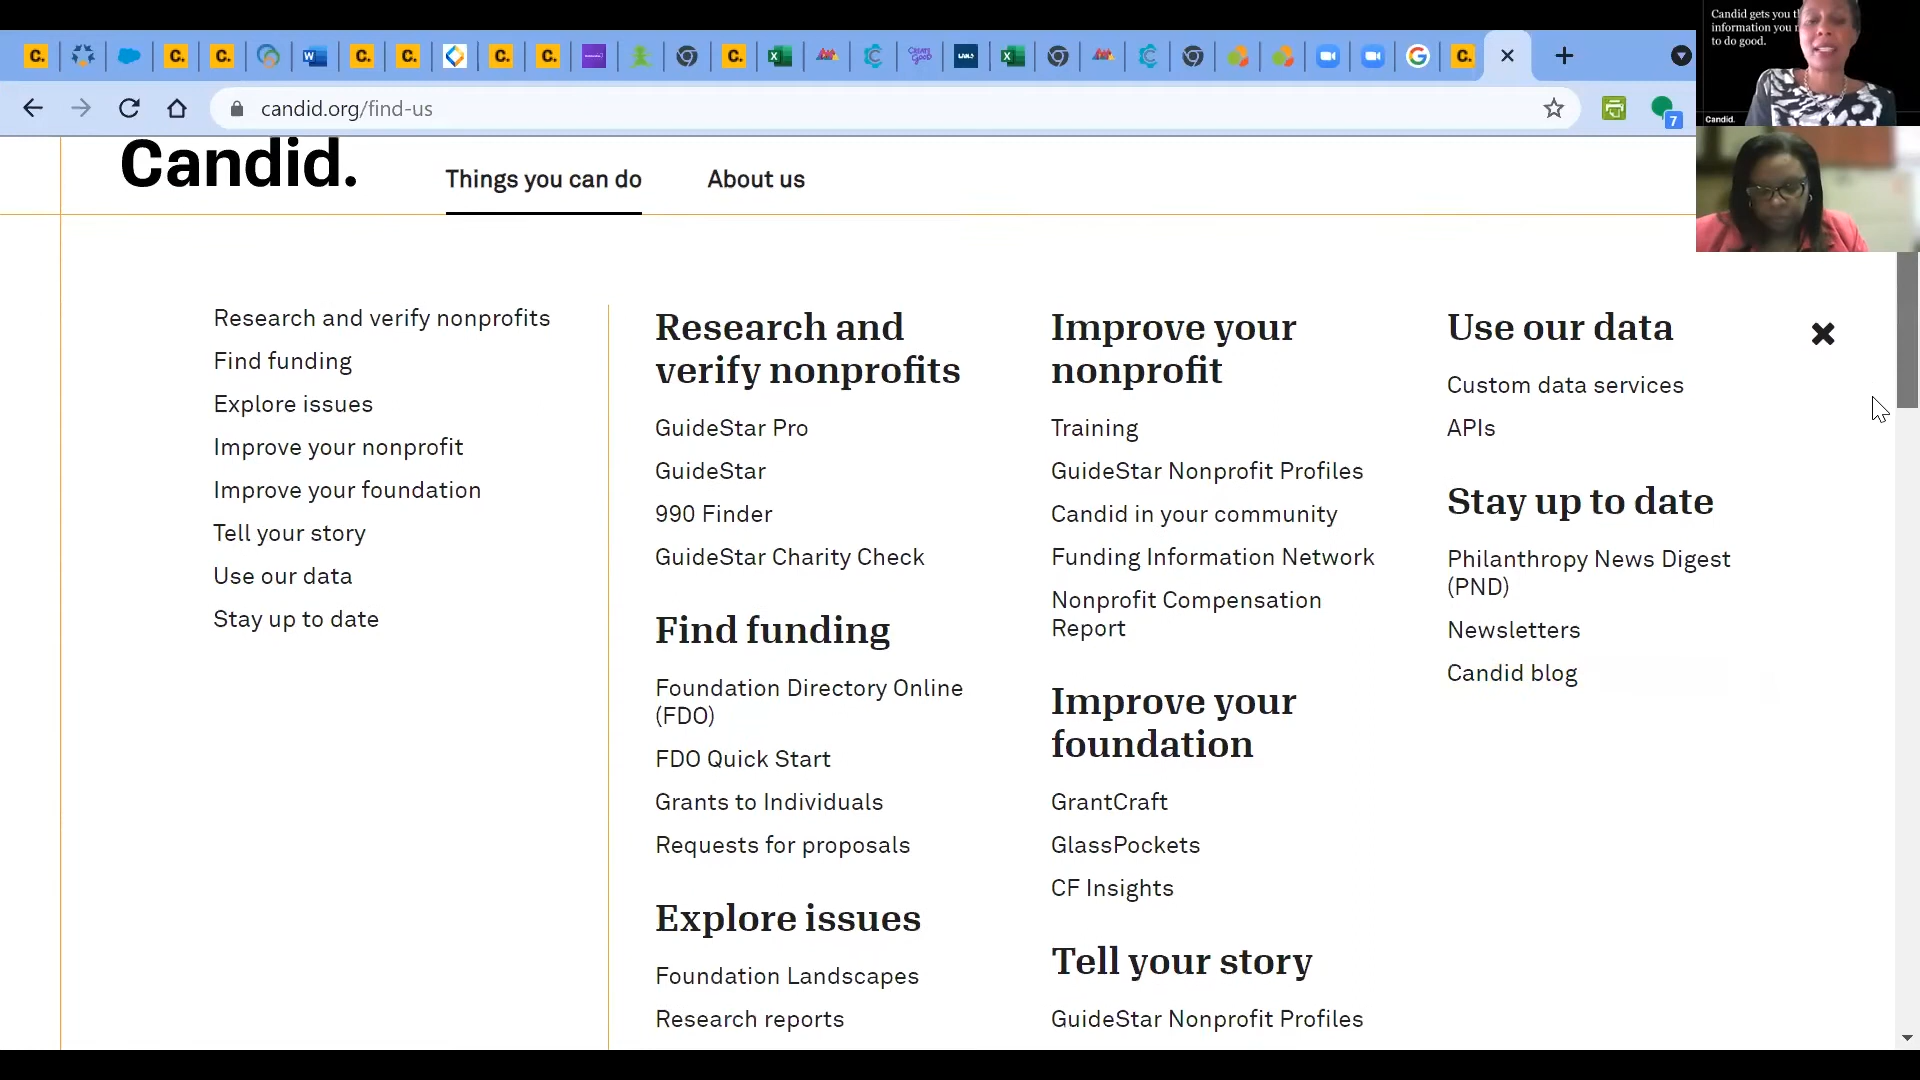 candid.org/find-us
7
Candid gets you
information you
to do good.
Candid.
Candid.
Things you can do
About us
Research and verify nonprofits
Find funding
Explore issues
Improve your nonprofit
Improve your foundation
Tell your story
Use our data
Stay up to date
Research and
verify nonprofits
GuideStar Pro
GuideStar
990 Finder
GuideStar Charity Check
Find funding
Foundation Directory Online
(FDO)
FDO Quick Start
Grants to Individuals
Requests for proposals
Explore issues
Foundation Landscapes
Research reports
Improve your
nonprofit
Training
GuideStar Nonprofit Profiles
Candid in your community
Funding Information Network
Nonprofit Compensation
Report
Improve your
foundation
GrantCraft
GlassPockets
CF Insights
Tell your story
GuideStar Nonprofit Profiles
Use our data
Custom data services
APIs
Stay up to date
Philanthropy News Digest
(PND)
Newsletters
Candid blog